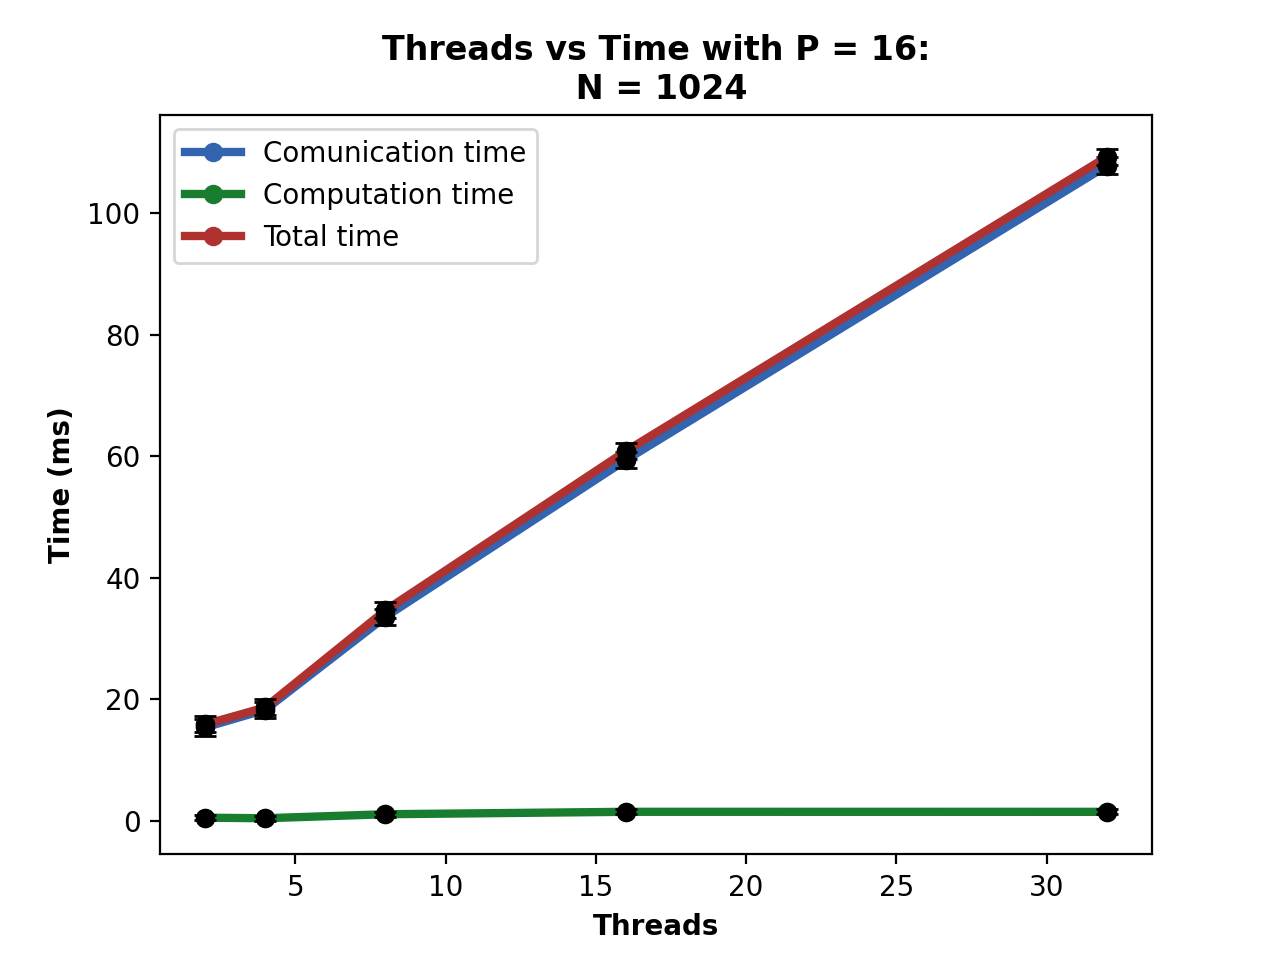 Threads vs Time with P = 16:
N = 1024
Comunication time
Computation time
Total time
100
80
60
40
20
0
Time (ms)
5 10 15 20 25 30
Threads